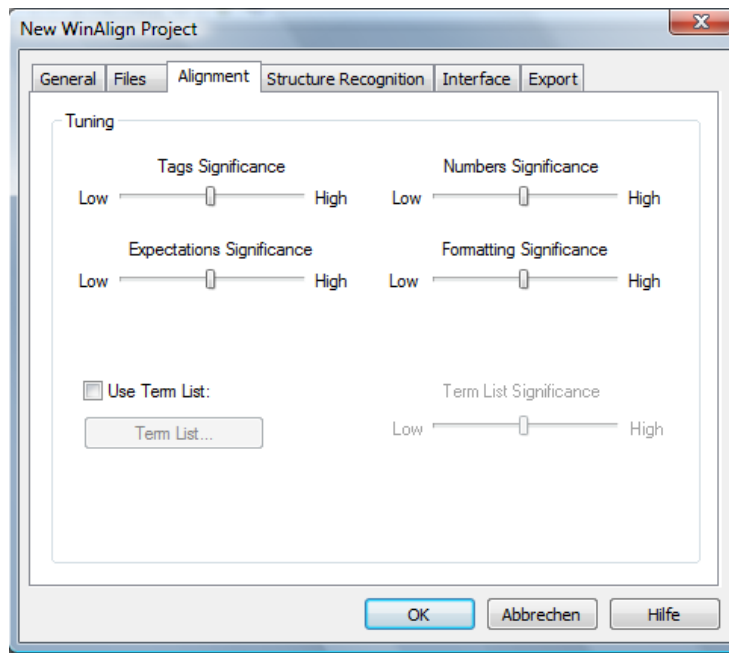 New WinAlign Project
General Files Alignment Structure Recognition Interface Export
Tuning
Tags Significance Numbers Significance
Low High Low High
Expectations Significance Formatting Significance
Low High Low High
Use Term List: Term List Significance
Term List... Low High
OK Abbrechen Hilfe